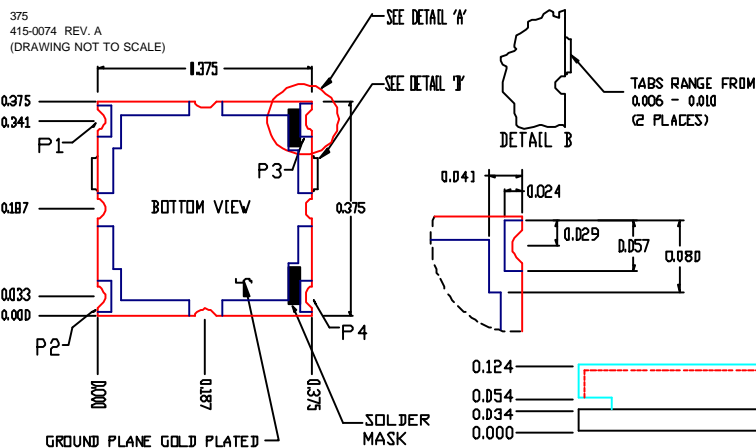 375
415-0074 REV. A
(DRAWING NOT TO SCALE)
SEE DETAIL 'A'
0.375
SEE DETAIL 'B'
TABS RANGE FROM
0.006 - 0.010
(2 PLACES)
DETAIL B
0.375
0.341
P1
P3
0.187
BOTTOM VIEW
0.375
0.033
0.000
P2
P4
0.000
0.187
0.375
GROUND PLANE GOLD PLATED
SOLDER
MASK
0.041
0.024
0.029
0.057
0.080
0.124
0.054
0.034
0.000